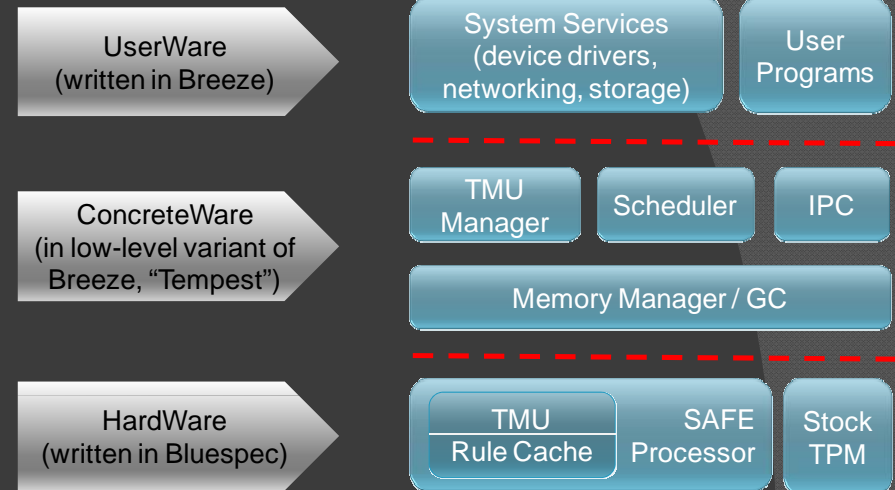 UserWare
(written in Breeze)
System Services
(device drivers,
networking, storage)
User
Programs
ConcreteWare
(in low-level variant of
Breeze, “Tempest”)
TMU
Manager
Scheduler
IPC
Memory Manager / GC
HardWare
(written in Bluespec)
TMU
Rule Cache
SAFE
Processor
Stock
TPM